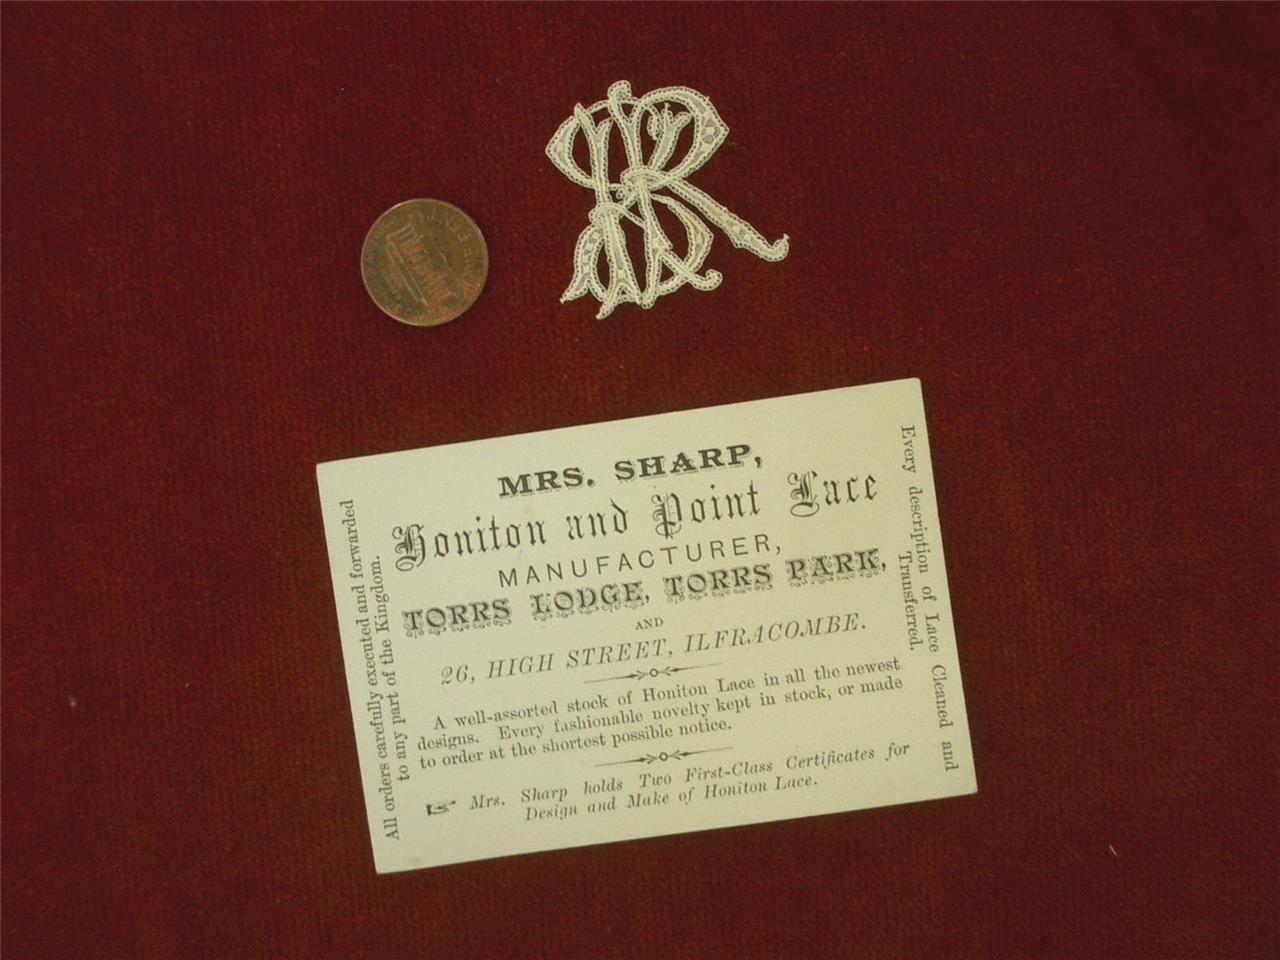 MRS. SHARP,
Honiton and Point Lace
MANUFACTURER,
TORRS LODGE, TORRS PARK,
AND
26, HIGH STREET, ILFRACOMBE.
A well-assorted stock of Honiton Lace in all the newest
designs. Every fashionable novelty kept in stock, or made
to order at the shortest possible notice.
Mrs. Sharp holds Two First-Class Certificates for
Design and Make of Honiton Lace.
All orders carefully executed and forwarded
to any part of the Kingdom.
Every description of Lace Cleaned and
Transferred.